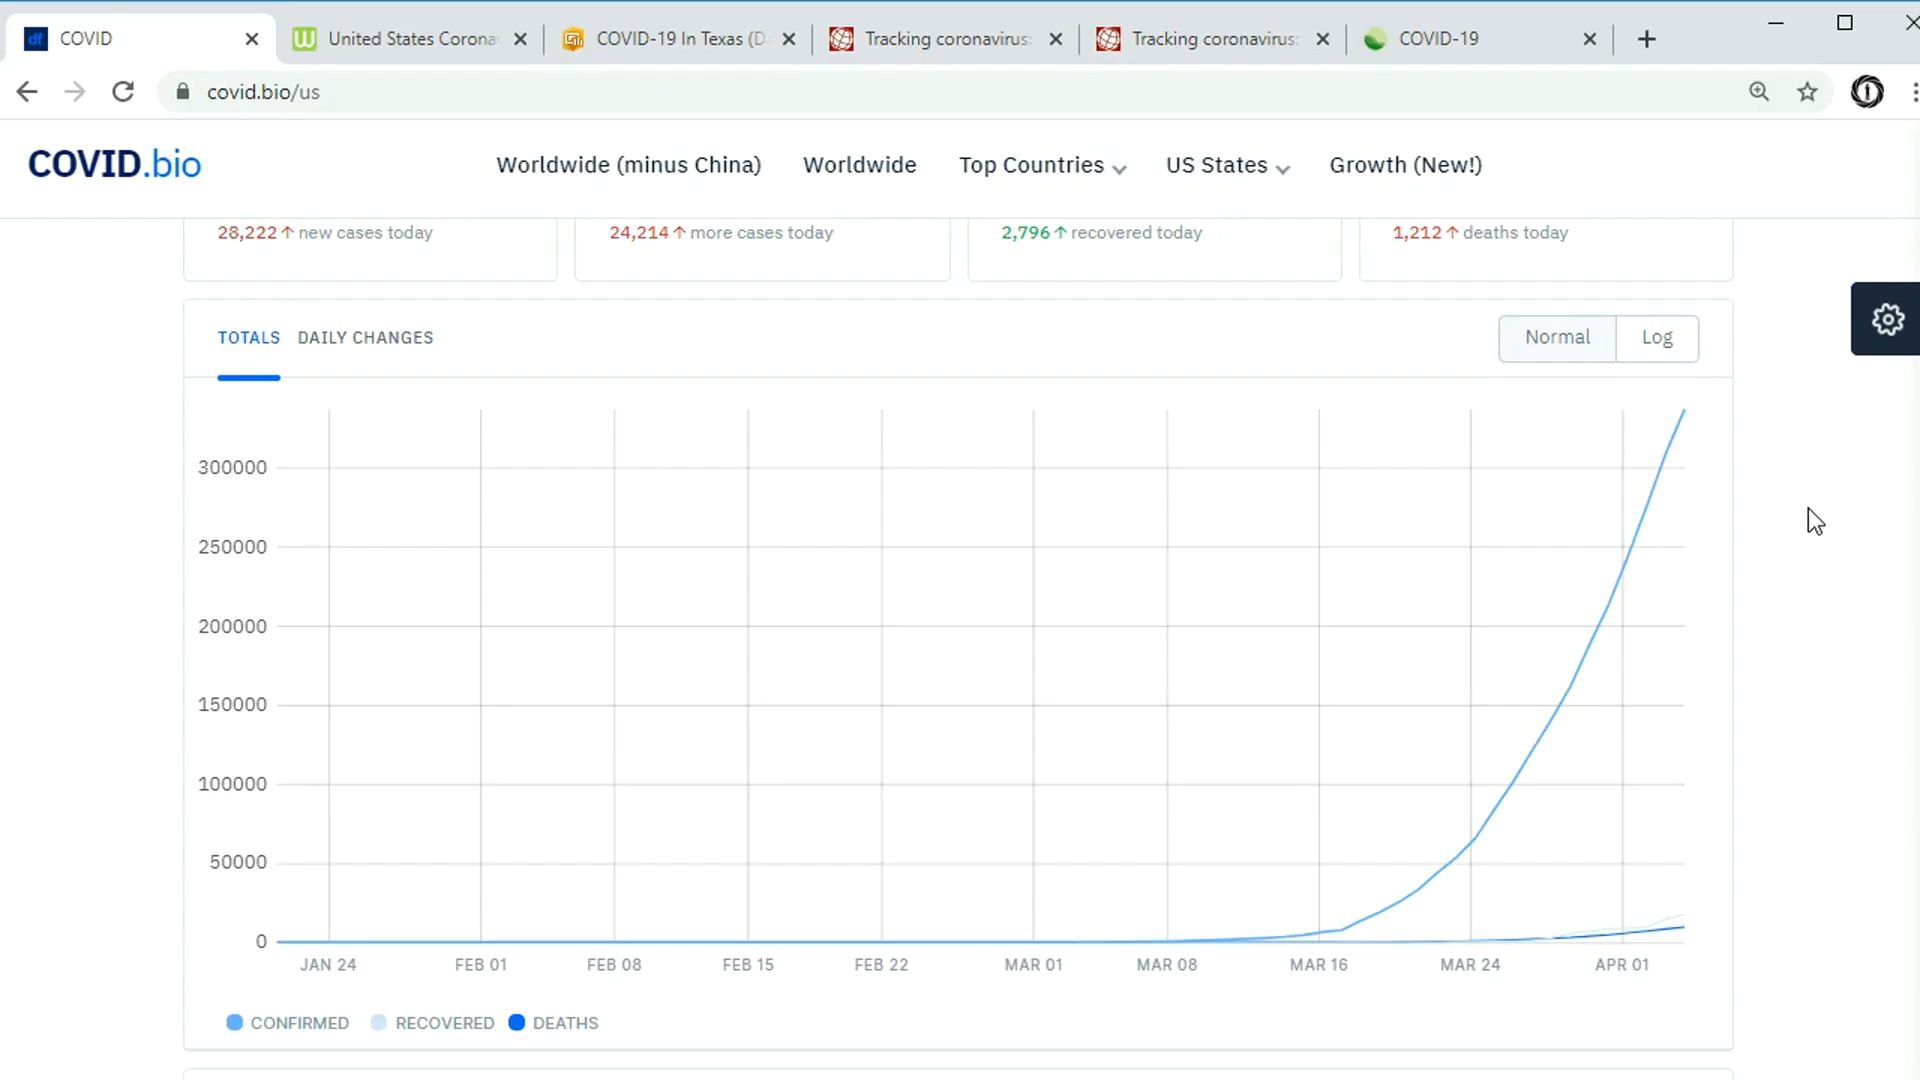 df COVID
United States Corona
COVID-19 In Texas (D
Tracking coronavirus:
Tracking coronavirus:
COVID-19
covid.bio/us
COVID.bio
Worldwide (minus China)
Worldwide
Top Countries
US States
Growth (New!)
28,222↑ new cases today
24,214↑ more cases today
2,796↑ recovered today
1,212↑ deaths today
TOTALS
DAILY CHANGES
Normal
Log
300000
250000
200000
150000
100000
50000
0
JAN 24
FEB 01
FEB 08
FEB 15
FEB 22
MAR 01
MAR 08
MAR 16
MAR 24
APR 01
CONFIRMED
RECOVERED
DEATHS